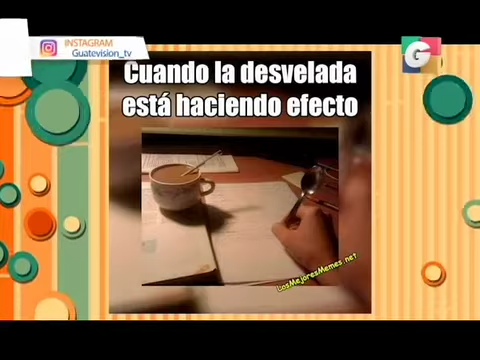 INSTAGRAM
Guatevision_tv
G
Cuando la desvelada
está haciendo efecto
LosMejoresMemes.net